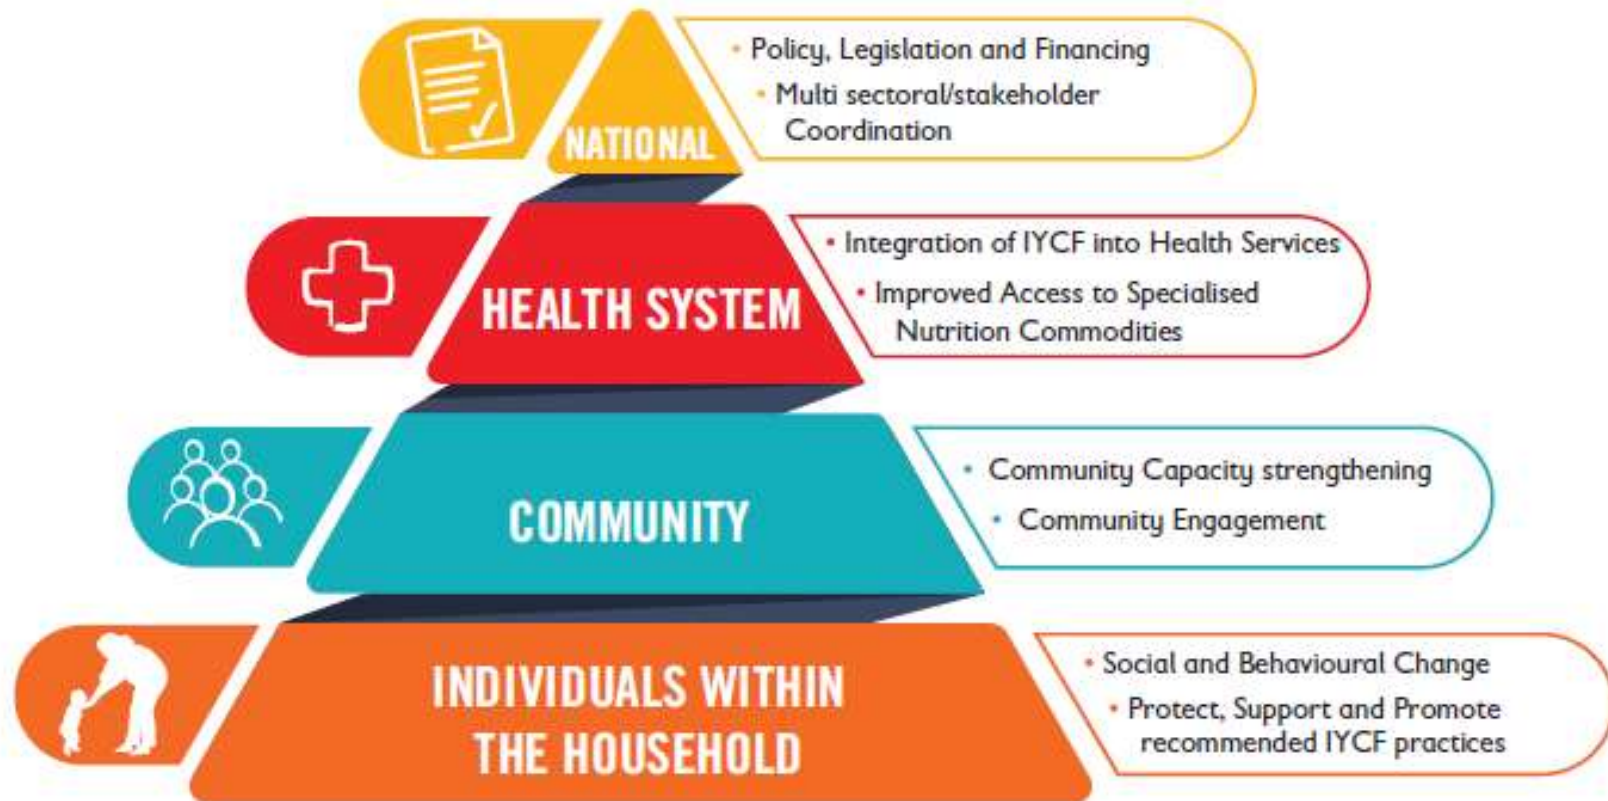 NATIONAL
• Policy, Legislation and Financing
• Multi sectoral/stakeholder
Coordination
HEALTH SYSTEM
• Integration of IYCF into Health Services
• Improved Access to Specialised
Nutrition Commodities
COMMUNITY
• Community Capacity strengthening
• Community Engagement
INDIVIDUALS WITHIN
THE HOUSEHOLD
• Social and Behavioural Change
• Protect, Support and Promote
recommended IYCF practices